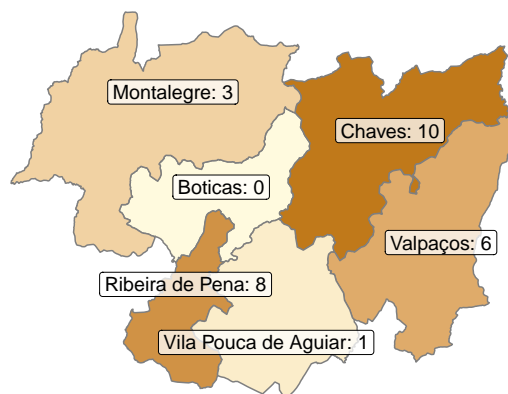 Montalegre: 3
Chaves: 10
Boticas: 0
Valpaços: 6
Ribeira de Pena: 8
Vila Pouca de Aguiar: 1